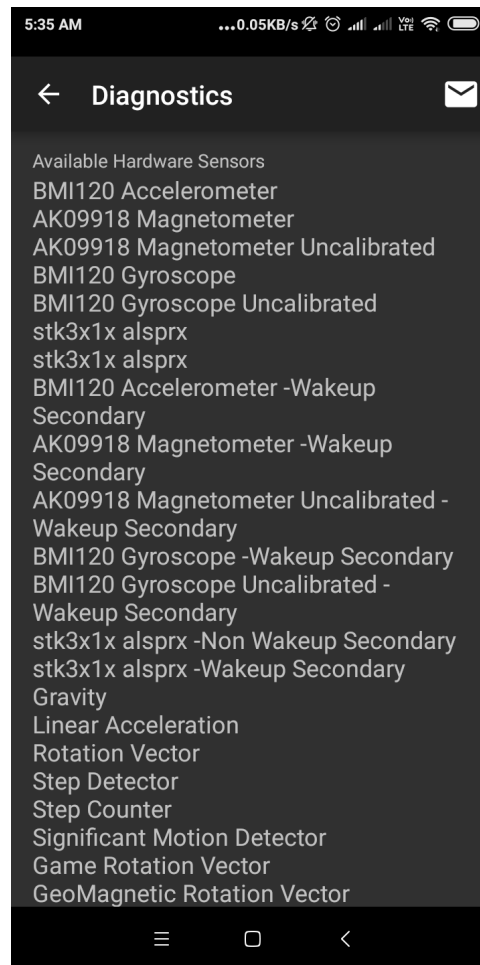 5:35 AM
...0.05KB/s
Vo)
LTE
Diagnostics
Available Hardware Sensors
BMI120 Accelerometer
AK09918 Magnetometer
AK09918 Magnetometer Uncalibrated
BMI120 Gyroscope
BMI120 Gyroscope Uncalibrated
stk3x1x alsprx
stk3x1x alsprx
BMI120 Accelerometer -Wakeup
Secondary
AK09918 Magnetometer -Wakeup
Secondary
AK09918 Magnetometer Uncalibrated -
Wakeup Secondary
BMI120 Gyroscope -Wakeup Secondary
BMI120 Gyroscope Uncalibrated -
Wakeup Secondary
stk3x1x alsprx -Non Wakeup Secondary
stk3x1x alsprx -Wakeup Secondary
Gravity
Linear Acceleration
Rotation Vector
Step Detector
Step Counter
Significant Motion Detector
Game Rotation Vector
GeoMagnetic Rotation Vector